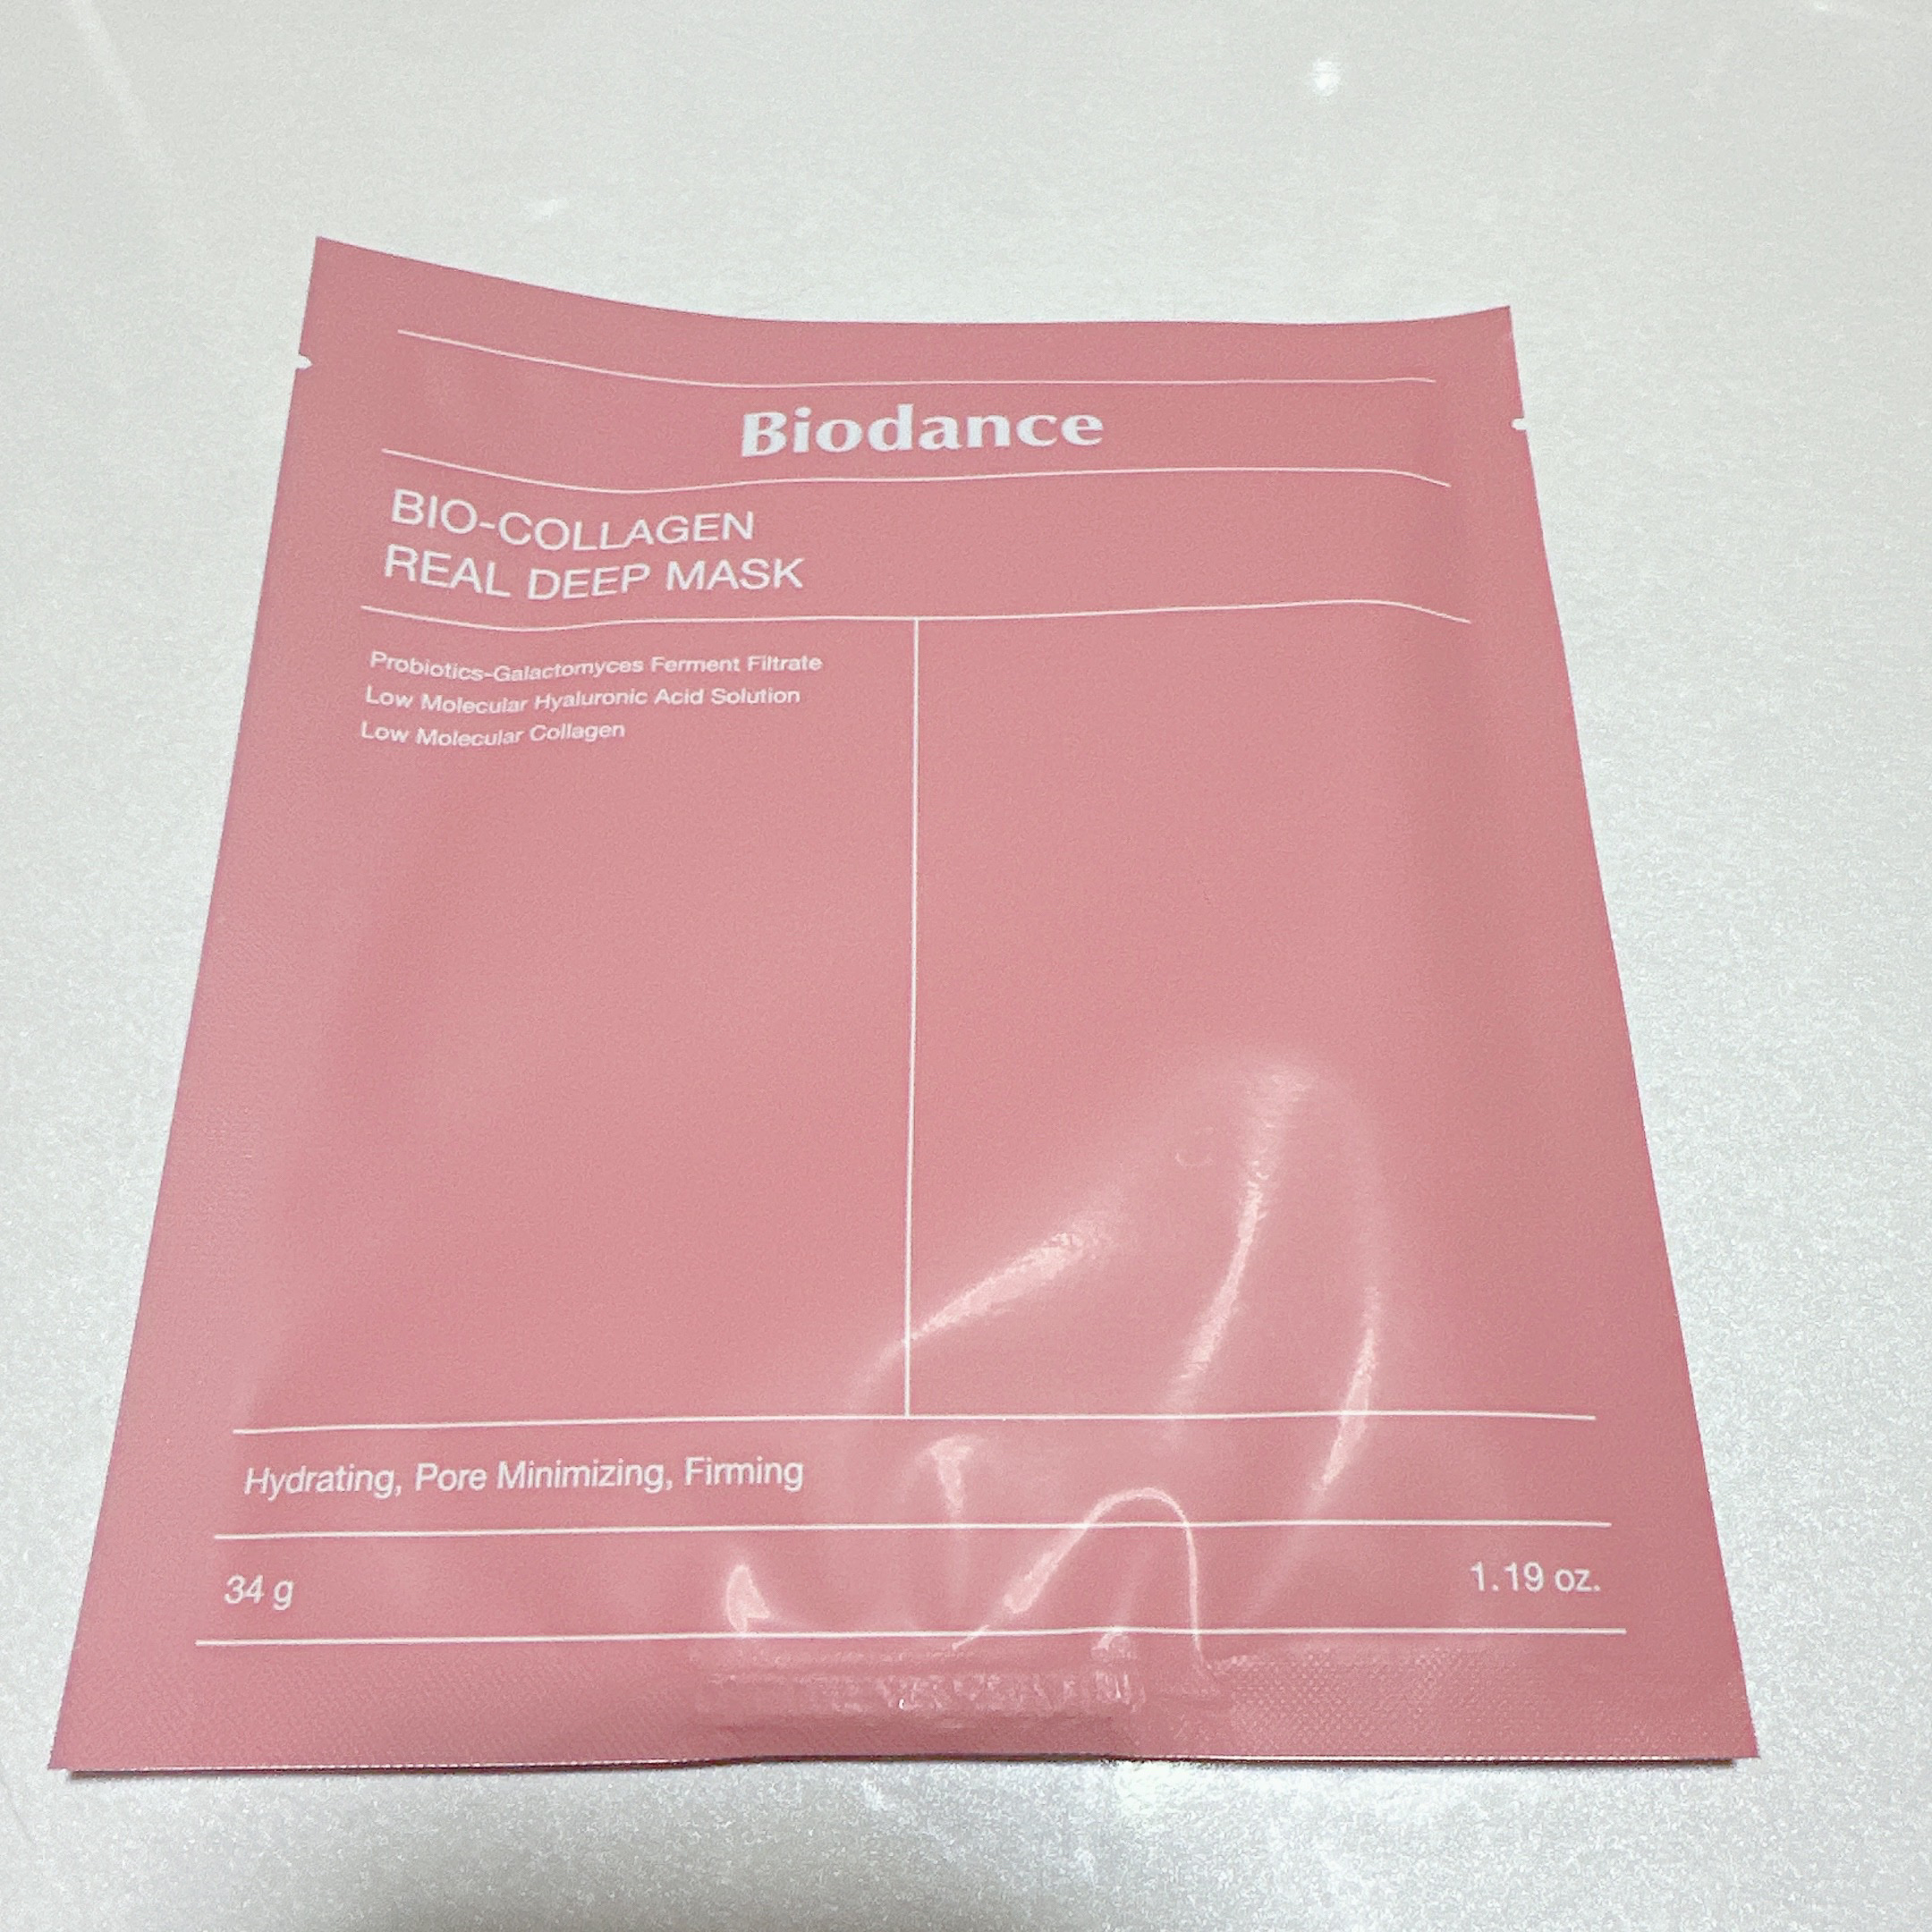 Biodance
BIO-COLLAGEN
REAL DEEP MASK
Probiotics-Galactomyces Ferment Filtrate
Low Molecular Hyaluronic Acid Solution
Low Molecular Collagen
Hydrating, Pore Minimizing, Firming
34 g
1.19 oz.